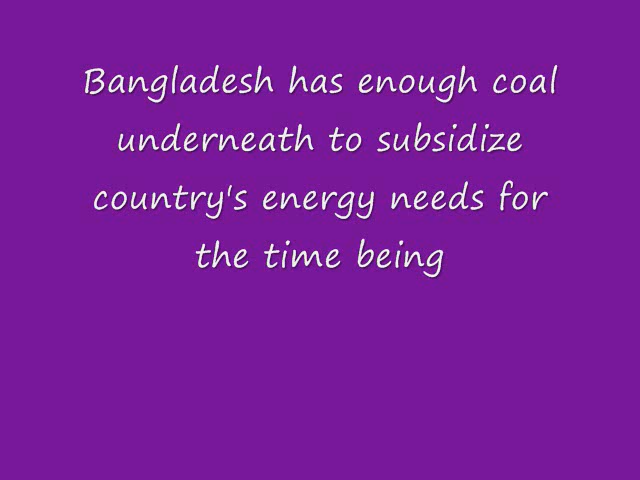 Bangladesh has enough coal
underneath to subsidize
country's energy needs for
the time being